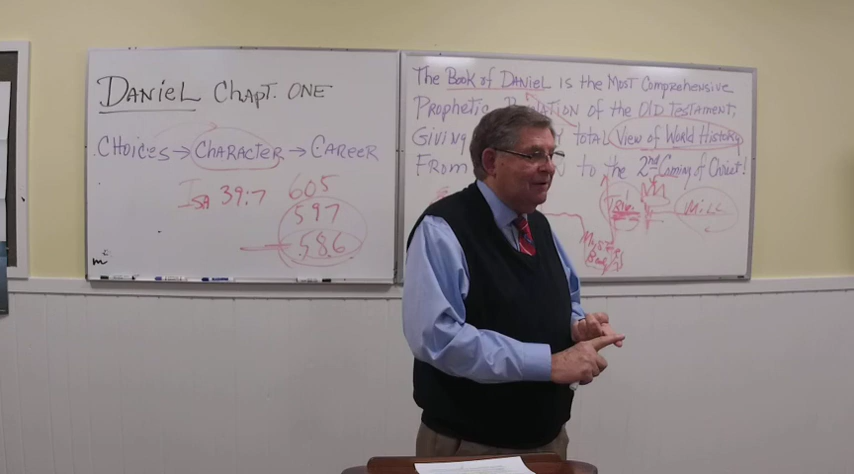 DANIEL CHAPT. ONE
CHOICES → CHARACTER → CAREER
ISA 39:7 605
597
586
THE BOOK OF DANIEL IS THE MOST COMPREHENSIVE
PROPHETIC OF THE OLD TESTAMENT,
GIVING TOTAL VIEW OF WORLD HISTORY
FROM TO the 2nd COMING OF CHRIST!
TRIB. MILL